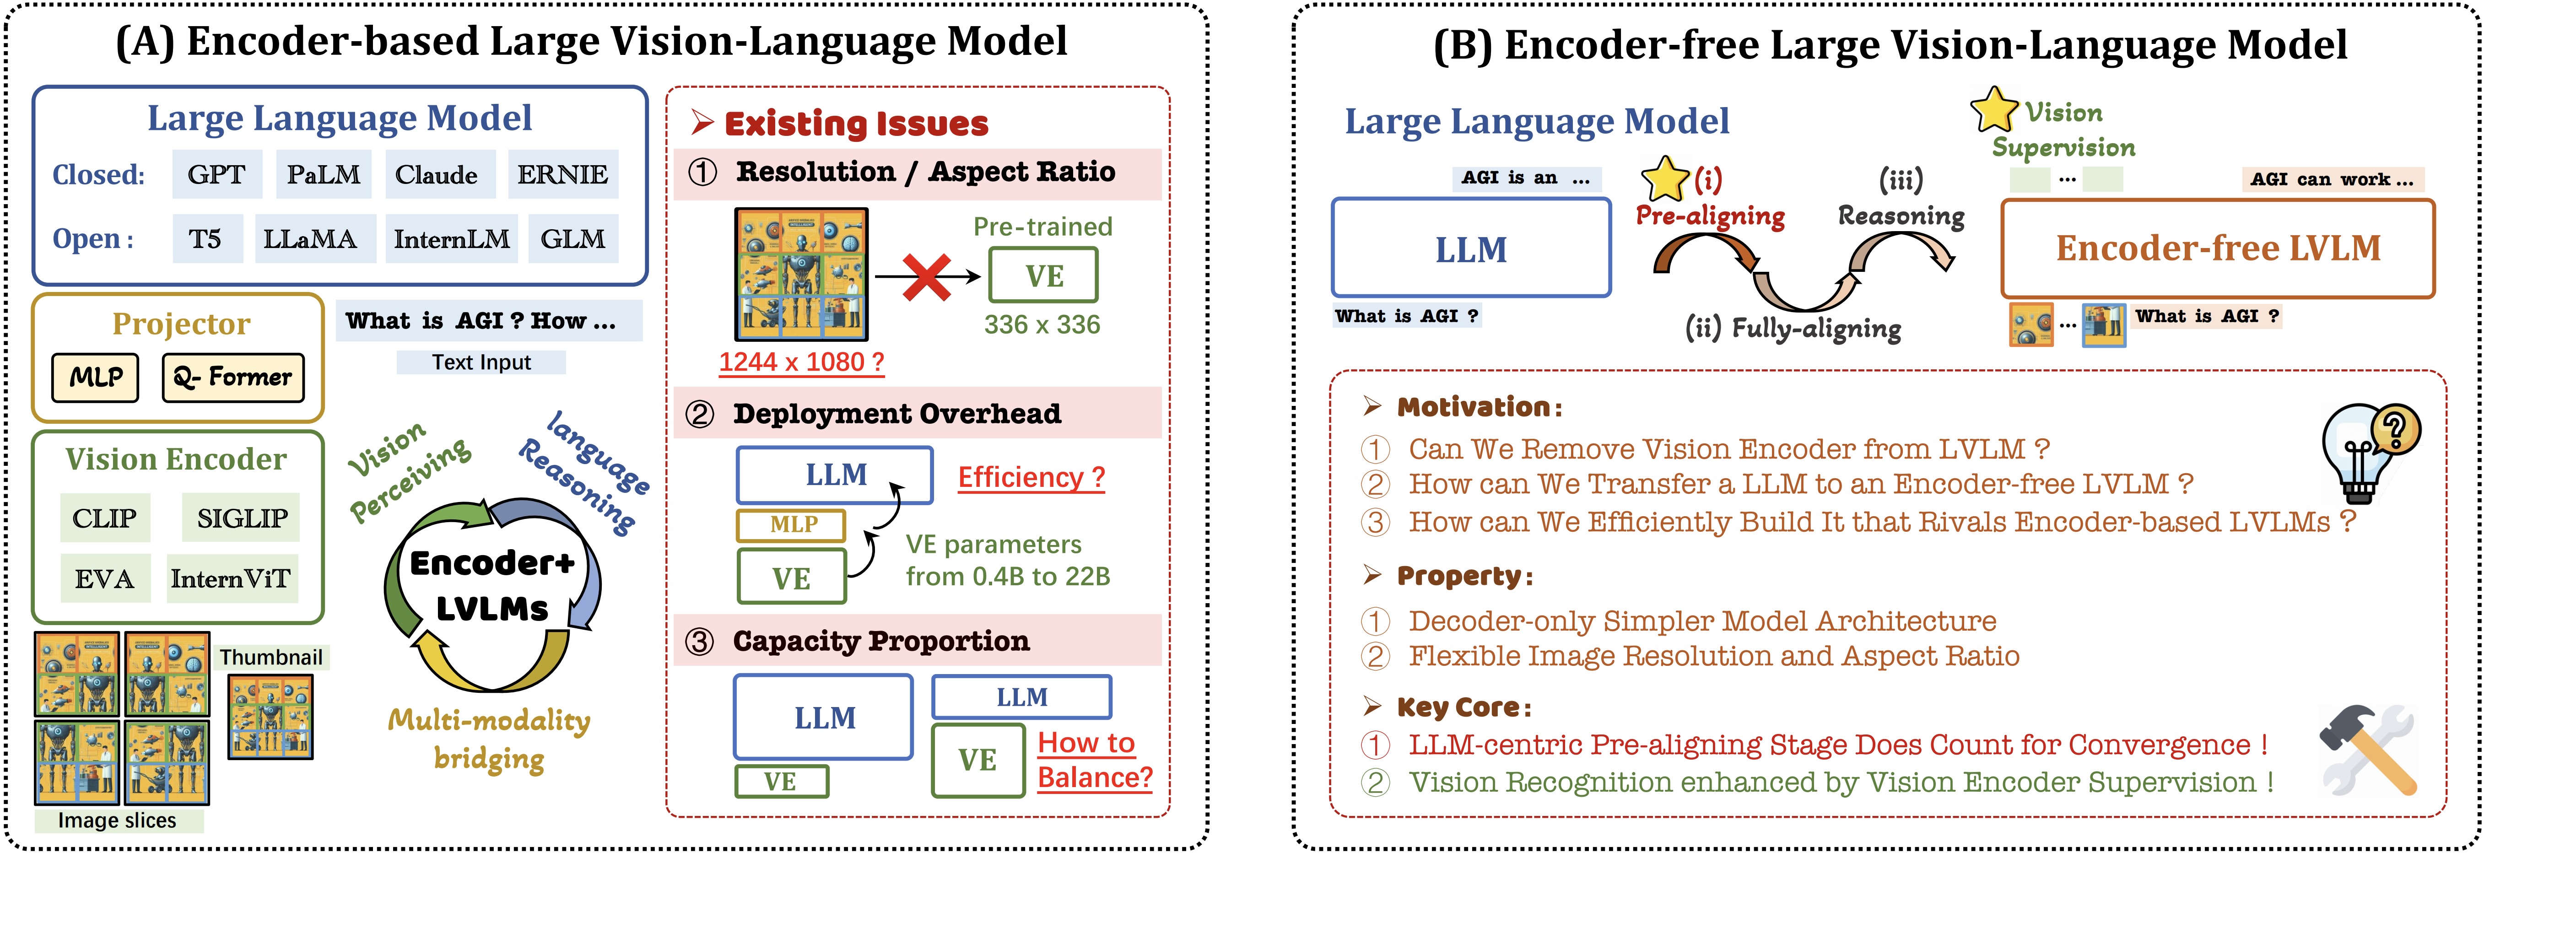 (A) Encoder-based Large Vision-Language Model
Large Language Model
Closed: GPT PaLM Claude ERNIE
Open : T5 LLaMA InternLM GLM
Projector
MLP Q- Former
What is AGI ? How ...
Text Input
Vision Encoder
CLIP SIGLIP
EVA InternViT
Thumbnail
Image slices
Vision
Perceiving
language
Reasoning
Encoder+
LVLMs
Multi-modality
bridging
➢ Existing Issues
① Resolution / Aspect Ratio
Pre-trained
VE
336 x 336
1244 x 1080 ?
② Deployment Overhead
LLM
Efficiency ?
MLP
VE
VE parameters
from 0.4B to 22B
③ Capacity Proportion
LLM
VE
LLM
VE
How to
Balance?
(B) Encoder-free Large Vision-Language Model
Large Language Model
AGI is an ...
LLM
What is AGI ?
(i)
Pre-aligning
(ii) Fully-aligning
(iii)
Reasoning
Vision
Supervision
...
AGI can work ...
Encoder-free LVLM
...
What is AGI ?
➢ Motivation:
① Can We Remove Vision Encoder from LVLM ?
② How can We Transfer a LLM to an Encoder-free LVLM ?
③ How can We Efficiently Build It that Rivals Encoder-based LVLMs ?
?
➢ Property:
① Decoder-only Simpler Model Architecture
② Flexible Image Resolution and Aspect Ratio
➢ Key Core:
① LLM-centric Pre-aligning Stage Does Count for Convergence !
② Vision Recognition enhanced by Vision Encoder Supervision !